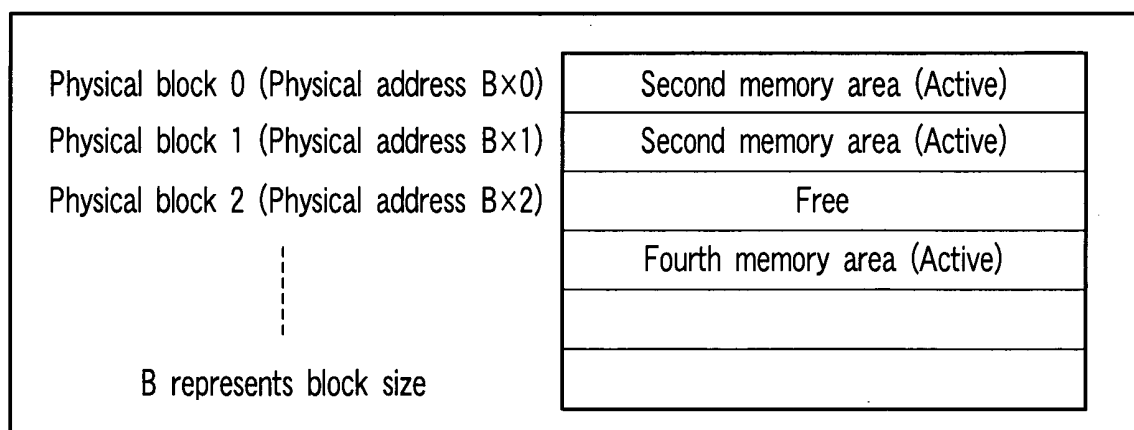 Physical block 0 (Physical address B×0) Second memory area (Active)
Physical block 1 (Physical address B×1) Second memory area (Active)
Physical block 2 (Physical address B×2) Free
Fourth memory area (Active)
B represents block size